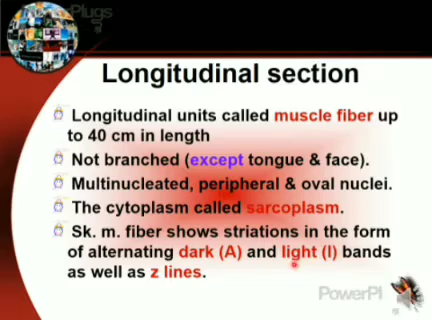 Plugs
Longitudinal section
Longitudinal units called muscle fiber up
to 40 cm in length
Not branched (except tongue & face).
Multinucleated, peripheral & oval nuclei.
The cytoplasm called sarcoplasm.
Sk. m. fiber shows striations in the form
of alternating dark (A) and light (I) bands
as well as z lines.
PowerPl